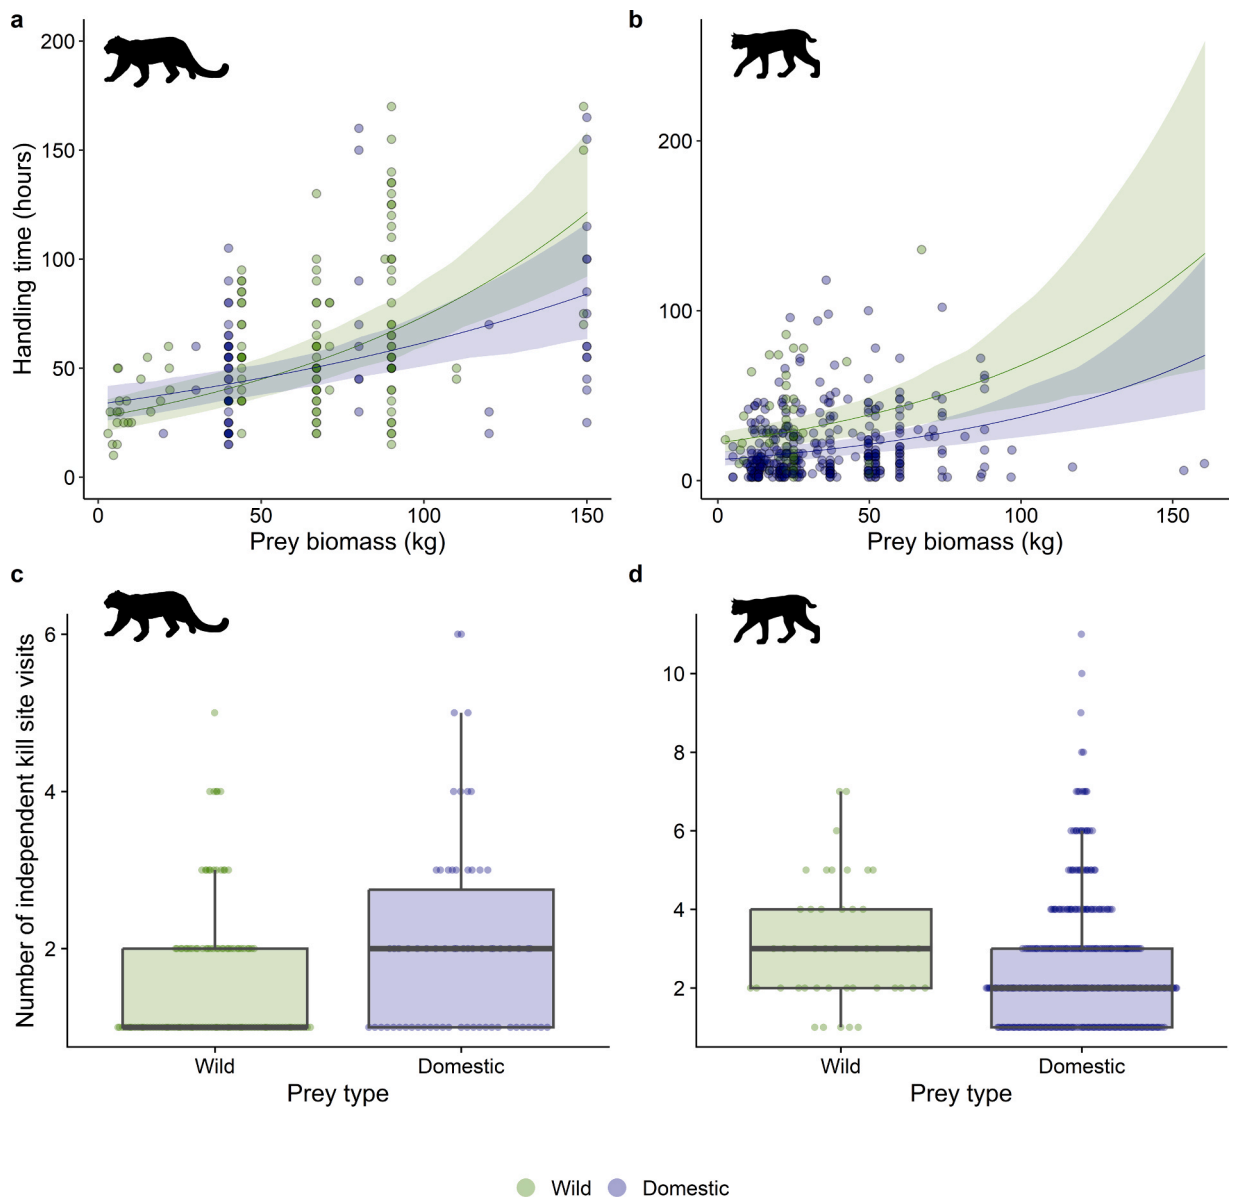 a
b
200
150
100
50
0
Handling time (hours)
0 50 100 150
Prey biomass (kg)
200
100
0
0 50 100 150
Prey biomass (kg)
c
d
6
4
2
Number of independent kill site visits
Wild Domestic
Prey type
10
8
6
4
2
Wild Domestic
Prey type
Wild Domestic